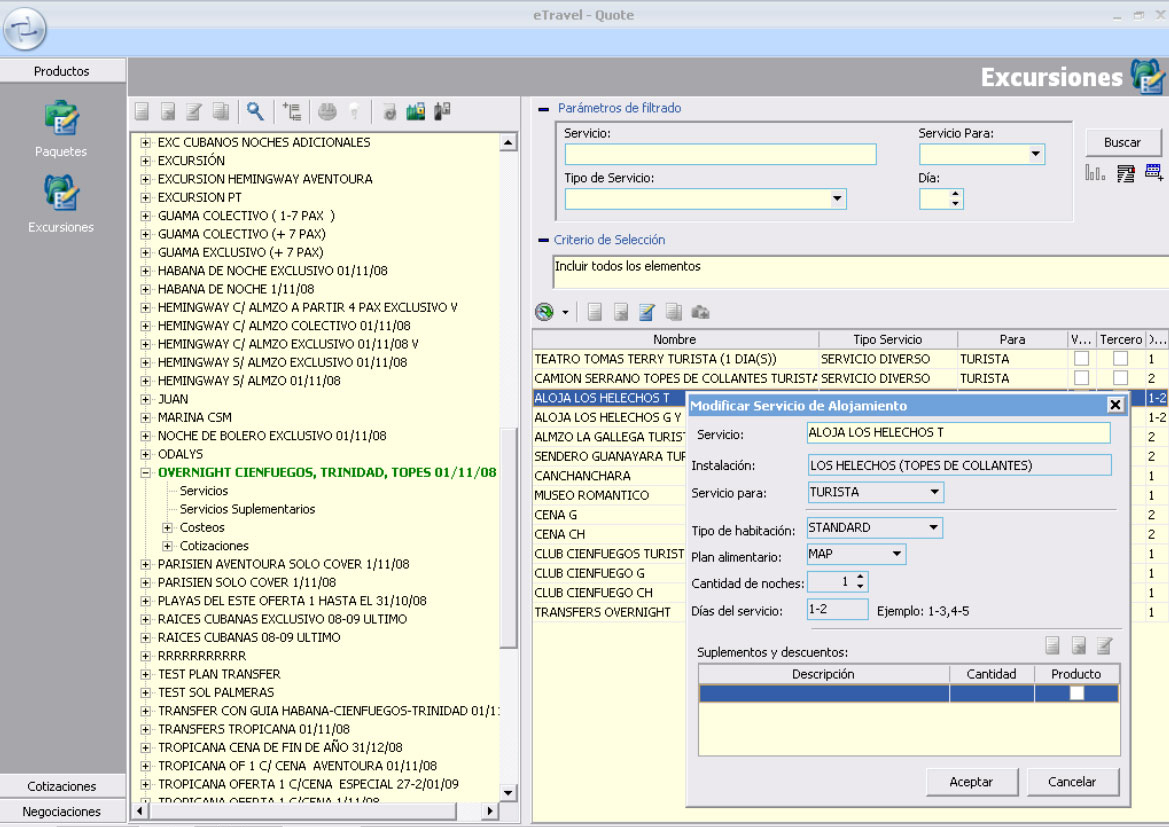 eTravel - Quote
Productos
Excursiones
Paquetes
Excursiones
Cotizaciones
Negociaciones
EXC CUBANOS NOCHES ADICIONALES
EXCURSIÓN
EXCURSION HEMINGWAY AVENTOURA
EXCURSION PT
GUAMA COLECTIVO ( 1-7 PAX )
GUAMA COLECTIVO (+ 7 PAX)
GUAMA EXCLUSIVO (+ 7 PAX)
HABANA DE NOCHE EXCLUSIVO 01/11/08
HABANA DE NOCHE 1/11/08
HEMINGWAY C/ ALMZO A PARTIR 4 PAX EXCLUSIVO V
HEMINGWAY C/ ALMZO COLECTIVO 01/11/08
HEMINGWAY C/ ALMZO EXCLUSIVO 01/11/08 V
HEMINGWAY S/ ALMZO EXCLUSIVO 01/11/08
HEMINGWAY S/ ALMZO 01/11/08
JUAN
MARINA CSM
NOCHE DE BOLERO EXCLUSIVO 01/11/08
ODALYS
OVERNIGHT CIENFUEGOS, TRINIDAD, TOPES 01/11/08
Servicios
Servicios Suplementarios
Costeos
Cotizaciones
PARISIEN AVENTOURA SOLO COVER 1/11/08
PARISIEN SOLO COVER 1/11/08
PLAYAS DEL ESTE OFERTA 1 HASTA EL 31/10/08
RAICES CUBANAS EXCLUSIVO 08-09 ULTIMO
RAICES CUBANAS 08-09 ULTIMO
RRRRRRRRRRR
TEST PLAN TRANSFER
TEST SOL PALMERAS
TRANSFER CON GUIA HABANA-CIENFUEGOS-TRINIDAD 01/1
TRANSFERS TROPICANA 01/11/08
TROPICANA CENA DE FIN DE AÑO 31/12/08
TROPICANA OF 1 C/ CENA AVENTOURA 01/11/08
TROPICANA OFERTA 1 C/CENA ESPECIAL 27-2/01/09
TROPICANA OFERTA 1 C/CENA 1/11/08
Parámetros de filtrado
Servicio:
Servicio Para:
Buscar
Tipo de Servicio:
Día:
Criterio de Selección
Incluir todos los elementos
Nombre Tipo Servicio Para V... Tercero )...
TEATRO TOMAS TERRY TURISTA (1 DIA(S)) SERVICIO DIVERSO TURISTA 1
CAMION SERRANO TOPES DE COLLANTES TURISTA SERVICIO DIVERSO TURISTA 2
ALOJA LOS HELECHOS T 1-2
ALOJA LOS HELECHOS G Y 1-2
ALMZO LA GALLEGA TURIS 2
SENDERO GUANAYARA TUR 2
CANCHANCHARA 1
MUSEO ROMANTICO 1
CENA G 2
CENA CH 2
CLUB CIENFUEGOS TURIST 1
CLUB CIENFUEGO G 1
CLUB CIENFUEGO CH 1
TRANSFERS OVERNIGHT 1
Modificar Servicio de Alojamiento
Servicio: ALOJA LOS HELECHOS T
Instalación: LOS HELECHOS (TOPES DE COLLANTES)
Servicio para: TURISTA
Tipo de habitación: STANDARD
Plan alimentario: MAP
Cantidad de noches: 1
Días del servicio: 1-2 Ejemplo: 1-3,4-5
Suplementos y descuentos:
Descripción Cantidad Producto
Aceptar Cancelar